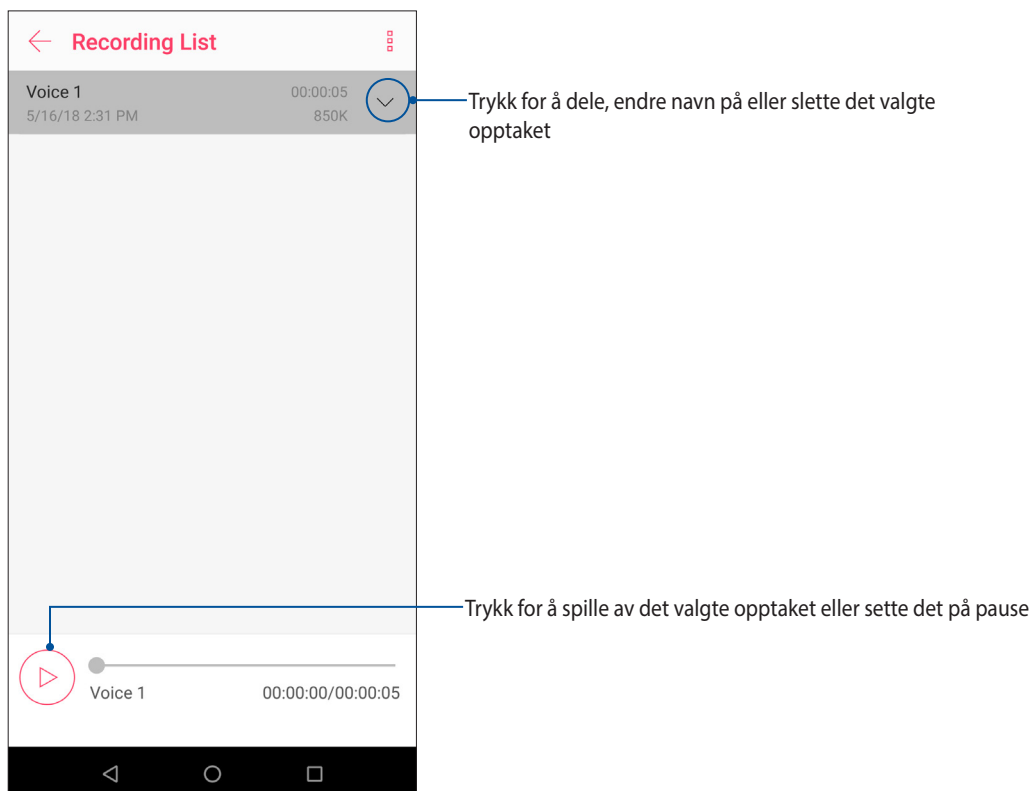 Recording List
Voice 1 00:00:05
5/16/18 2:31 PM 850K
Trykk for å dele, endre navn på eller slette det valgte
opptaket
Trykk for å spille av det valgte opptaket eller sette det på pause
Voice 1 00:00:00/00:00:05